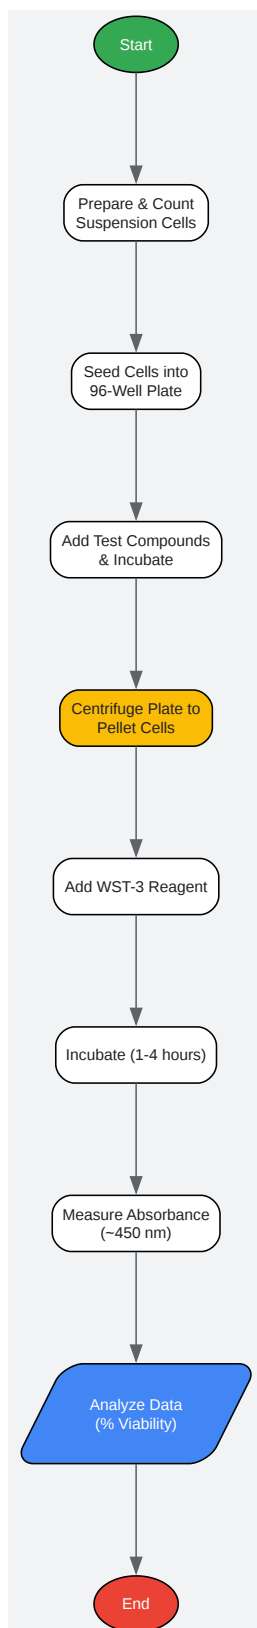 Start
Prepare & Count
Suspension Cells
Seed Cells into
96-Well Plate
Add Test Compounds
& Incubate
Centrifuge Plate to
Pellet Cells
Add WST-3 Reagent
Incubate (1-4 hours)
Measure Absorbance
(~450 nm)
Analyze Data
(% Viability)
End